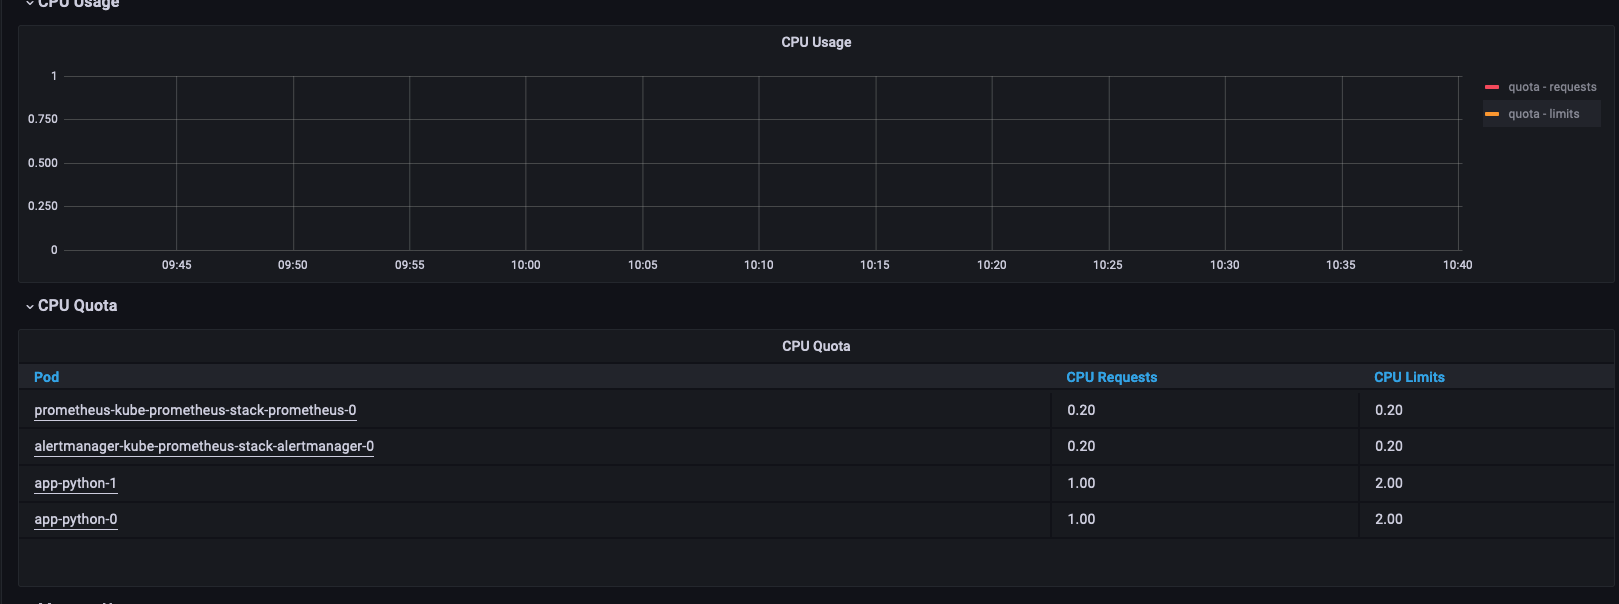 CPU Usage
CPU Usage
1
0.750
0.500
0.250
0
09:45 09:50 09:55 10:00 10:05 10:10 10:15 10:20 10:25 10:30 10:35 10:40
quota - requests
quota - limits
CPU Quota
CPU Quota
Pod CPU Requests CPU Limits
prometheus-kube-prometheus-stack-prometheus-0 0.20 0.20
alertmanager-kube-prometheus-stack-alertmanager-0 0.20 0.20
app-python-1 1.00 2.00
app-python-0 1.00 2.00